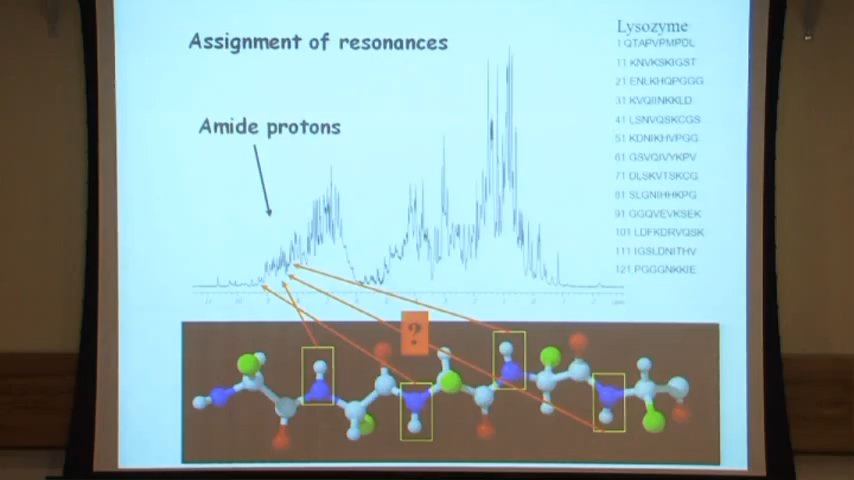 Assignment of resonances
Amide protons
Lysozyme
1 QTAPVPMPDL
11 KNVKSKIGST
21 ENLKHQPGGG
31 KVQIINKKLD
41 LSNVQSKCGS
51 KDNIKHVPGG
61 GSVQIVYKPV
71 DLSKVTSKCG
81 SLGNIHHKPG
91 GGQVEVKSEK
101 LDFKDRVQSK
111 IGSLDNITHV
121 PGGGNKKIE
?